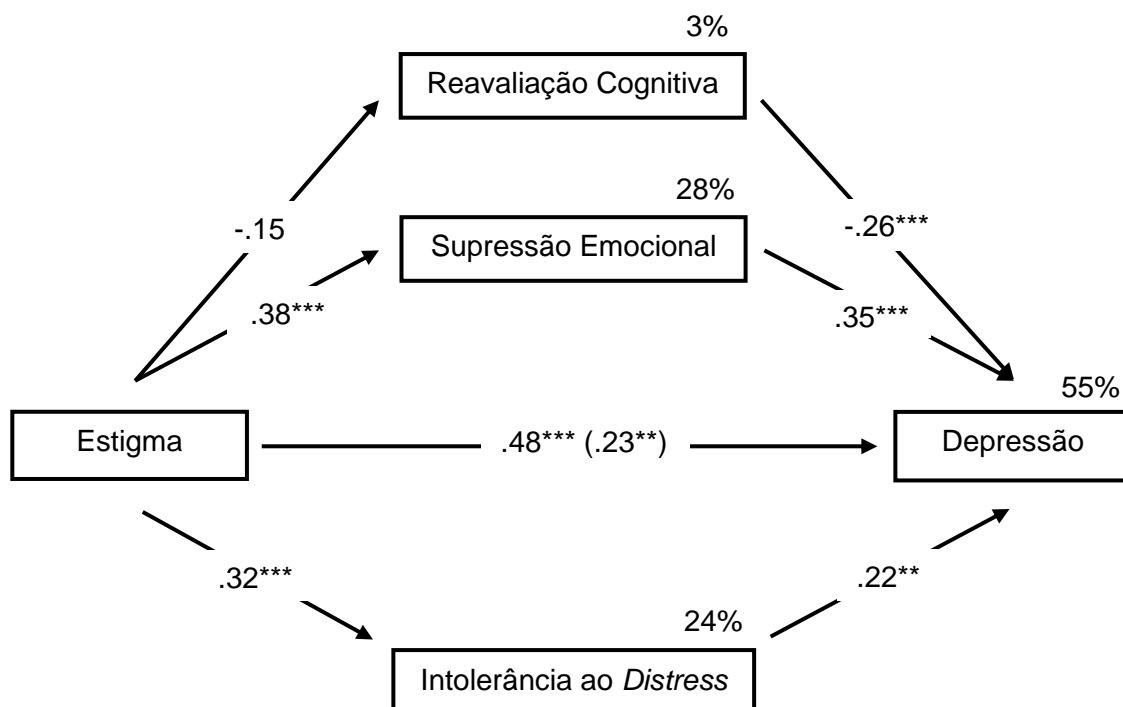 3%
Reavaliação Cognitiva
28%
-.15
Supressão Emocional
-.26***
.38***
.35***
55%
Estigma
.48*** (.23**)
Depressão
.32***
.22**
24%
Intolerância ao Distress